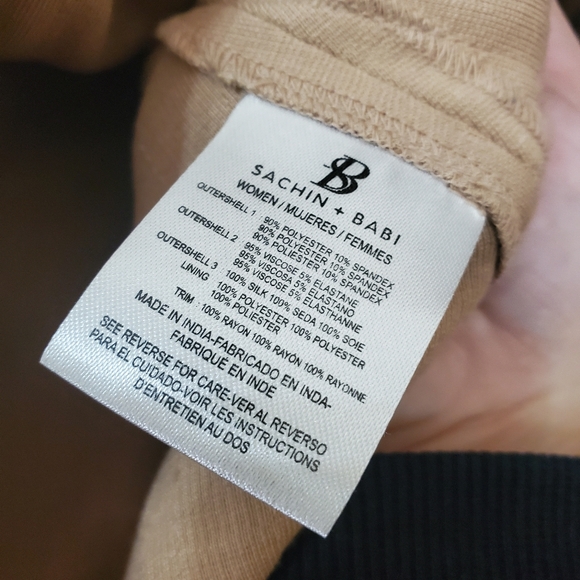 SB
SACHIN + BABI
WOMEN / MUJERES / FEMMES
OUTERSHELL 1 90% POLYESTER 10% SPANDEX
90% POLYESTER 10% SPANDEX
90% POLIESTER 10% SPANDEX
OUTERSHELL 2 95% VISCOSE 5% ELASTANE
95% VISCOSA 5% ELASTANO
95% VISCOSE 5% ELASTHANNE
OUTERSHELL 3 100% SILK 100% SEDA 100% SOIE
LINING : 100% POLYESTER 100% POLYESTER
100% POLIESTER
TRIM : 100% RAYON 100% RAYÓN 100% RAYONNE
MADE IN INDIA-FABRICADO EN INDIA-
FABRIQUÉ EN INDE
SEE REVERSE FOR CARE-VER AL REVERSO
PARA EL CUIDADO-VOIR LES INSTRUCTIONS
D'ENTRETIEN AU DOS